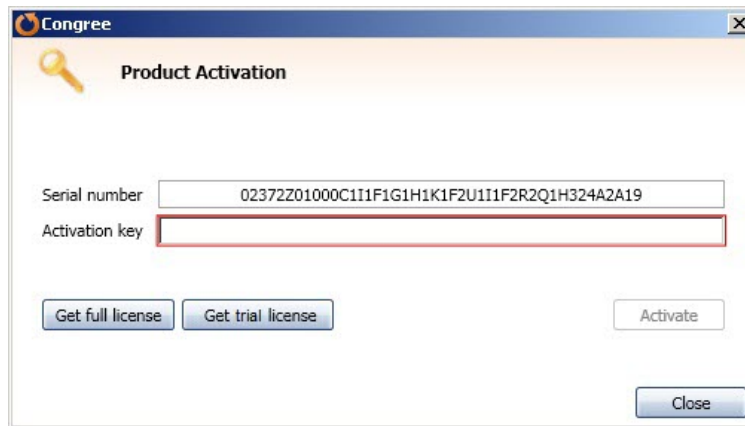 Congree
Product Activation
Serial number 02372Z01000C1I1F1G1H1K1F2U1I1F2R2Q1H324A2A19
Activation key
Get full license Get trial license Activate
Close